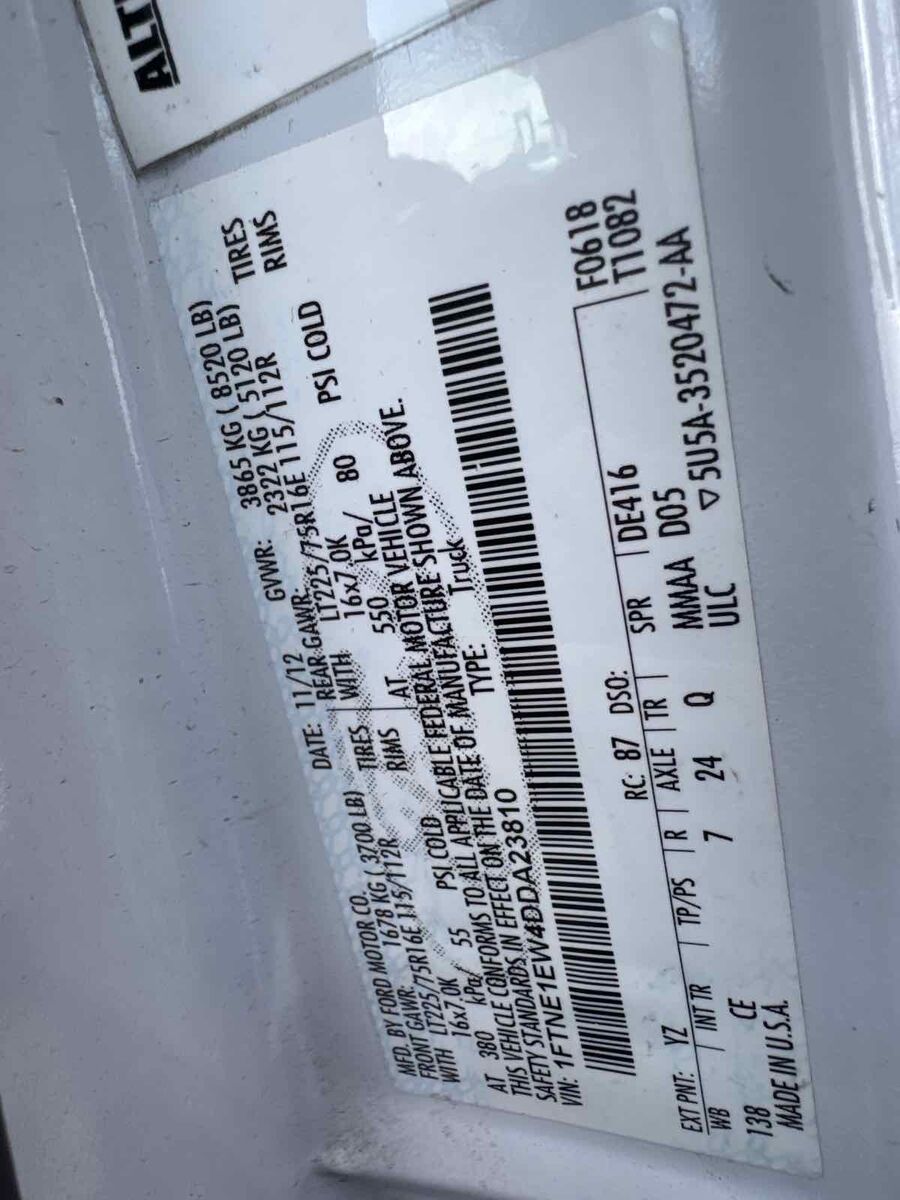 ALT
MFD. BY FORD MOTOR CO. DATE: 11/12 GVWR: 3865 KG ( 8520 LB)
FRONT GAWR: 1678 KG ( 3700 LB) REAR GAWR: 2322 KG ( 5120 LB)
WITH LT225/75R16E 115/112R TIRES WITH LT225/75R16E 115/112R TIRES
16x7.0K RIMS 16x7.0K RIMS
AT 380 kPa/ 55 PSI COLD AT 550 kPa/ 80 PSI COLD
THIS VEHICLE CONFORMS TO ALL APPLICABLE FEDERAL MOTOR VEHICLE
SAFETY STANDARDS IN EFFECT ON THE DATE OF MANUFACTURE SHOWN ABOVE.
VIN: 1FTNE1EW4DDA23810 TYPE: Truck
F0618
T1082
EXT PNT: YZ RC: 87 DSO:
WB INT TR TP/PS R AXLE TR SPR DE416
138 CE 7 24 Q MMAA D05
MADE IN U.S.A. ULC ▽5U5A-3520472-AA